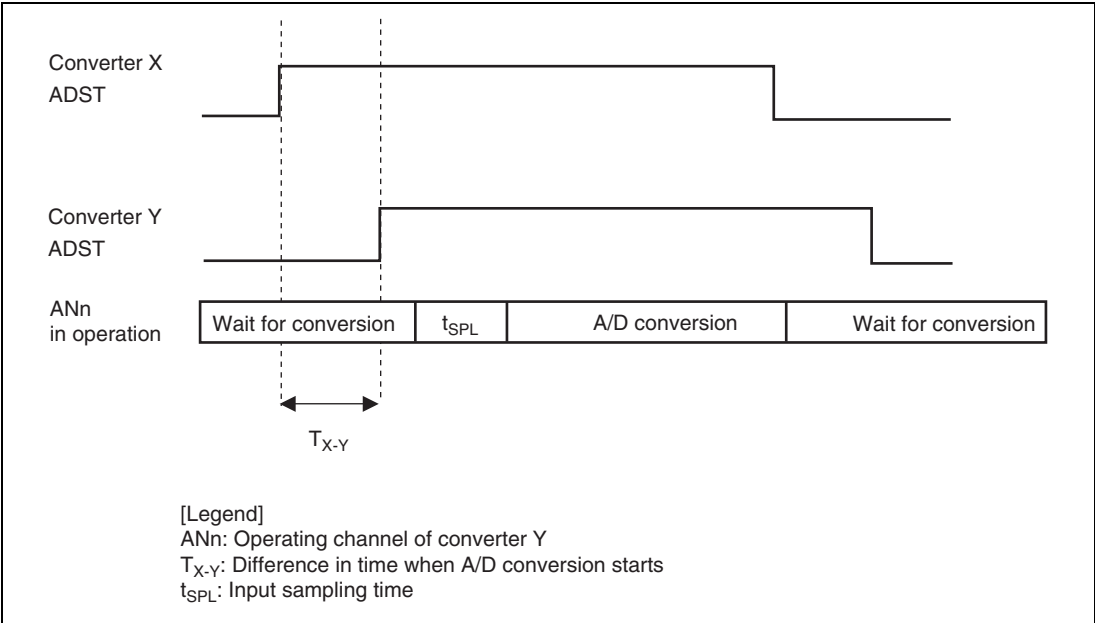 Converter X
ADST
Converter Y
ADST
ANn
in operation
Wait for conversion
tSPL
A/D conversion
Wait for conversion
TX-Y
[Legend]
ANn: Operating channel of converter Y
TX-Y: Difference in time when A/D conversion starts
tSPL: Input sampling time